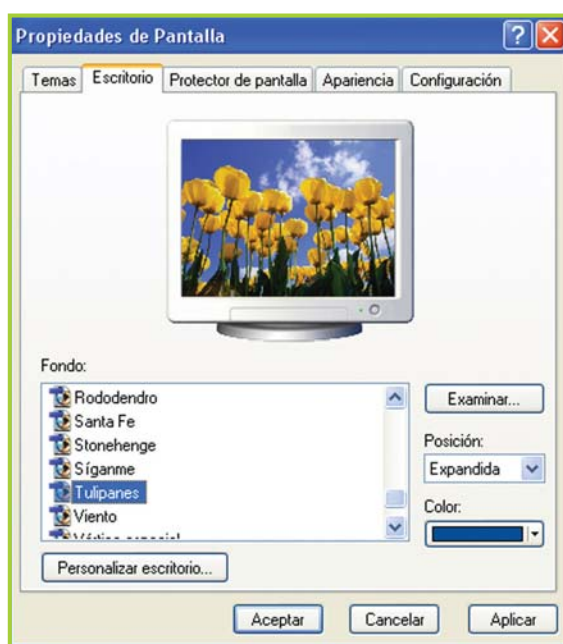 Propiedades de Pantalla
Temas Escritorio Protector de pantalla Apariencia Configuración
Fondo:
Rododendro
Santa Fe
Stonehenge
Síganme
Tulipanes
Viento
Examinar...
Posición:
Expandida
Color:
Personalizar escritorio...
Aceptar Cancelar Aplicar